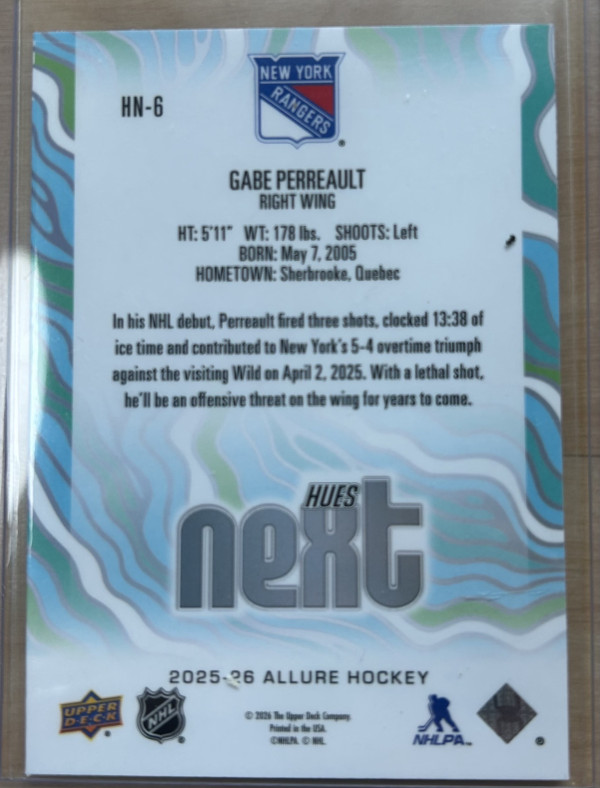 HN-6
NEW YORK
RANGERS
GABE PERREAULT
RIGHT WING
HT: 5'11" WT: 178 lbs. SHOOTS: Left
BORN: May 7, 2005
HOMETOWN: Sherbrooke, Quebec
In his NHL debut, Perreault fired three shots, clocked 13:38 of
ice time and contributed to New York's 5-4 overtime triumph
against the visiting Wild on April 2, 2025. With a lethal shot,
he'll be an offensive threat on the wing for years to come.
HUES
next
2025-26 ALLURE HOCKEY
UPPER
D·E·C·K
NHL
© 2026 The Upper Deck Company.
Printed in the USA.
©NHLPA. © NHL.
NHLPA